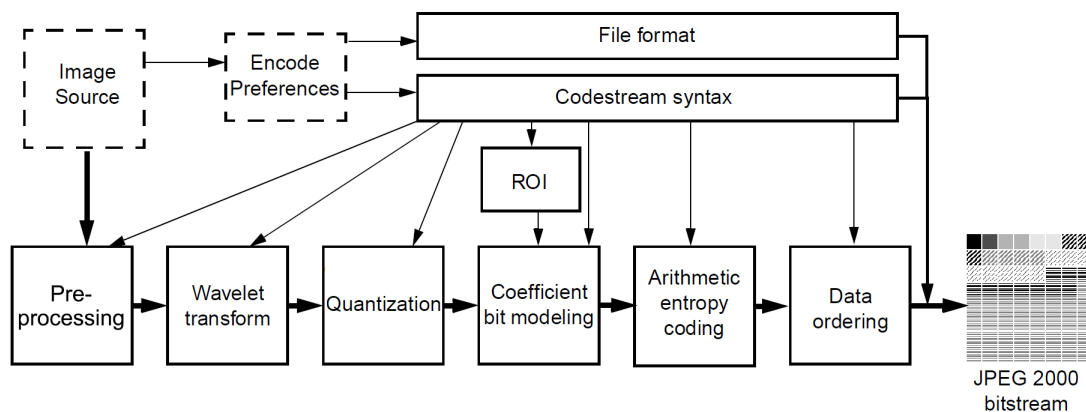 File format
Image
Source
Encode
Preferences
Codestream syntax
ROI
Pre-
processing
Wavelet
transform
Quantization
Coefficient
bit modeling
Arithmetic
entropy
coding
Data
ordering
JPEG 2000
bitstream